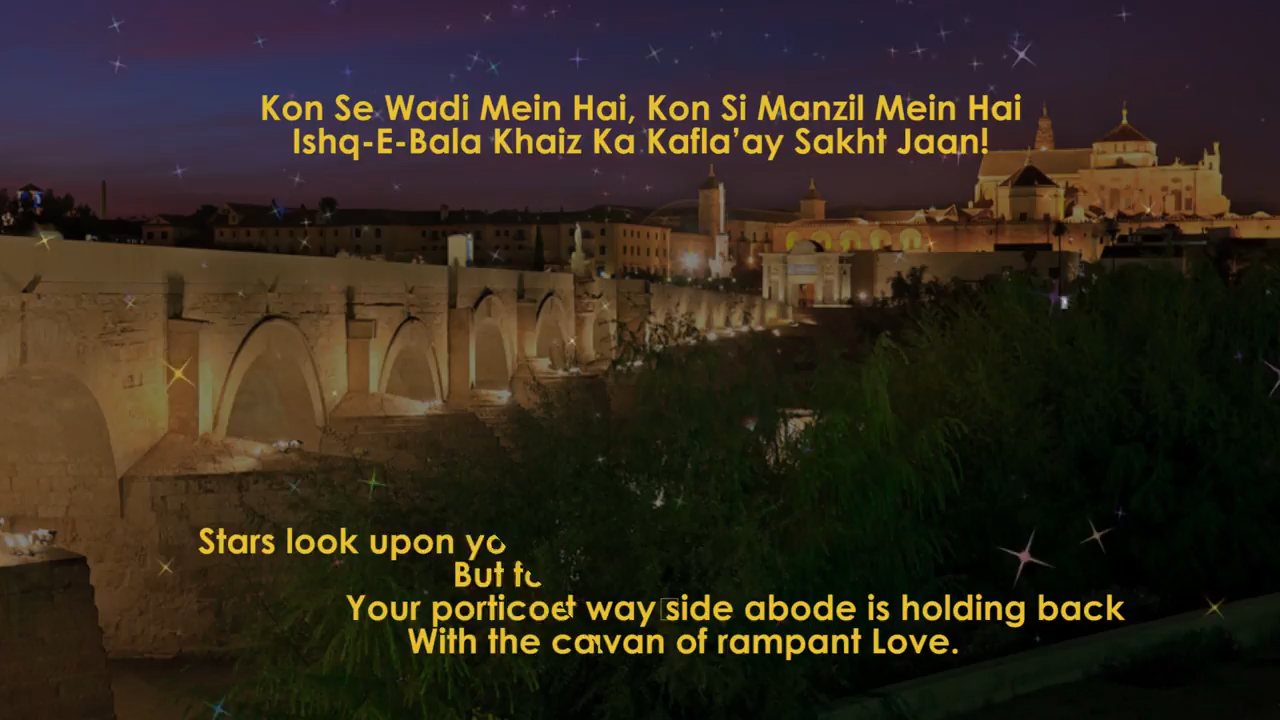 Kon Se Wadi Mein Hai, Kon Si Manzil Mein Hai
Ishq-E-Bala Khaiz Ka Kafla’ay Sakht Jaan!
Stars look upon
But
Your way side abode is holding back
With the of rampant Love.